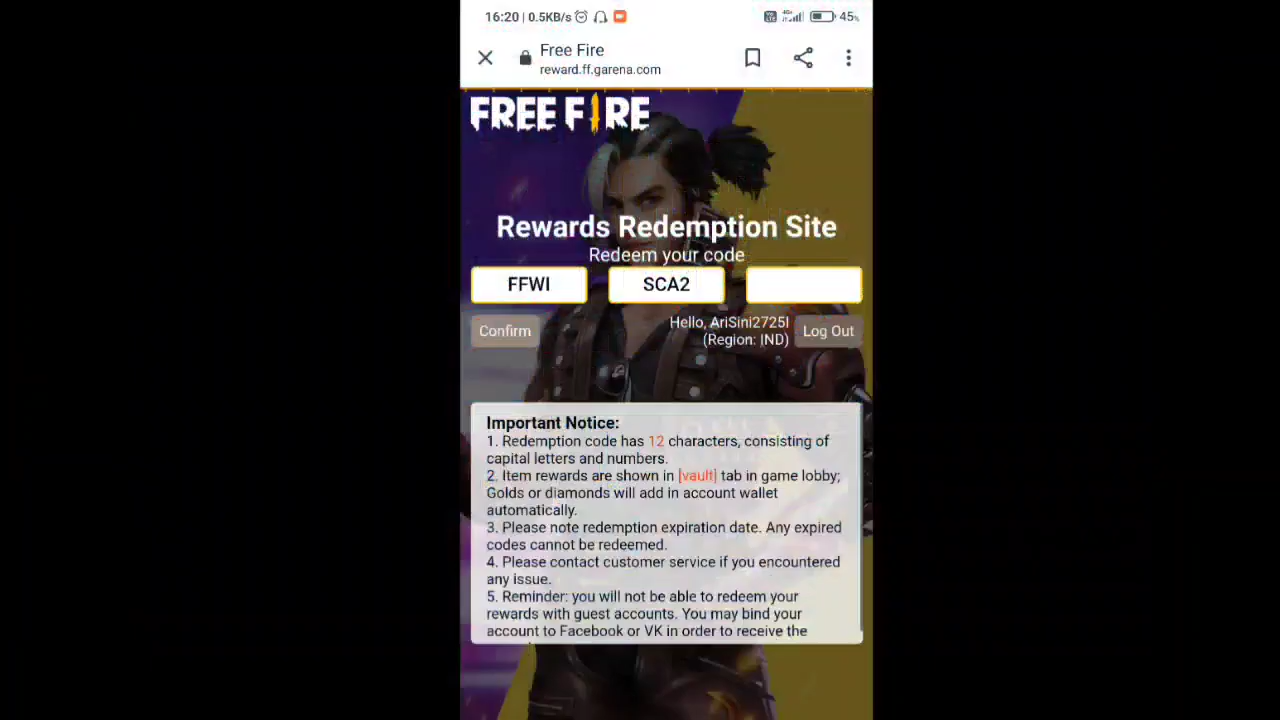 16:20 | 0.5KB/s 4G+ 45%
Free Fire
reward.ff.garena.com
FREE FIRE
Rewards Redemption Site
Redeem your code
FFWI SCA2
Confirm Hello, AriSini2725l Log Out
(Region: IND)
Important Notice:
1. Redemption code has 12 characters, consisting of
capital letters and numbers.
2. Item rewards are shown in [vault] tab in game lobby;
Golds or diamonds will add in account wallet
automatically.
3. Please note redemption expiration date. Any expired
codes cannot be redeemed.
4. Please contact customer service if you encountered
any issue.
5. Reminder: you will not be able to redeem your
rewards with guest accounts. You may bind your
account to Facebook or VK in order to receive the